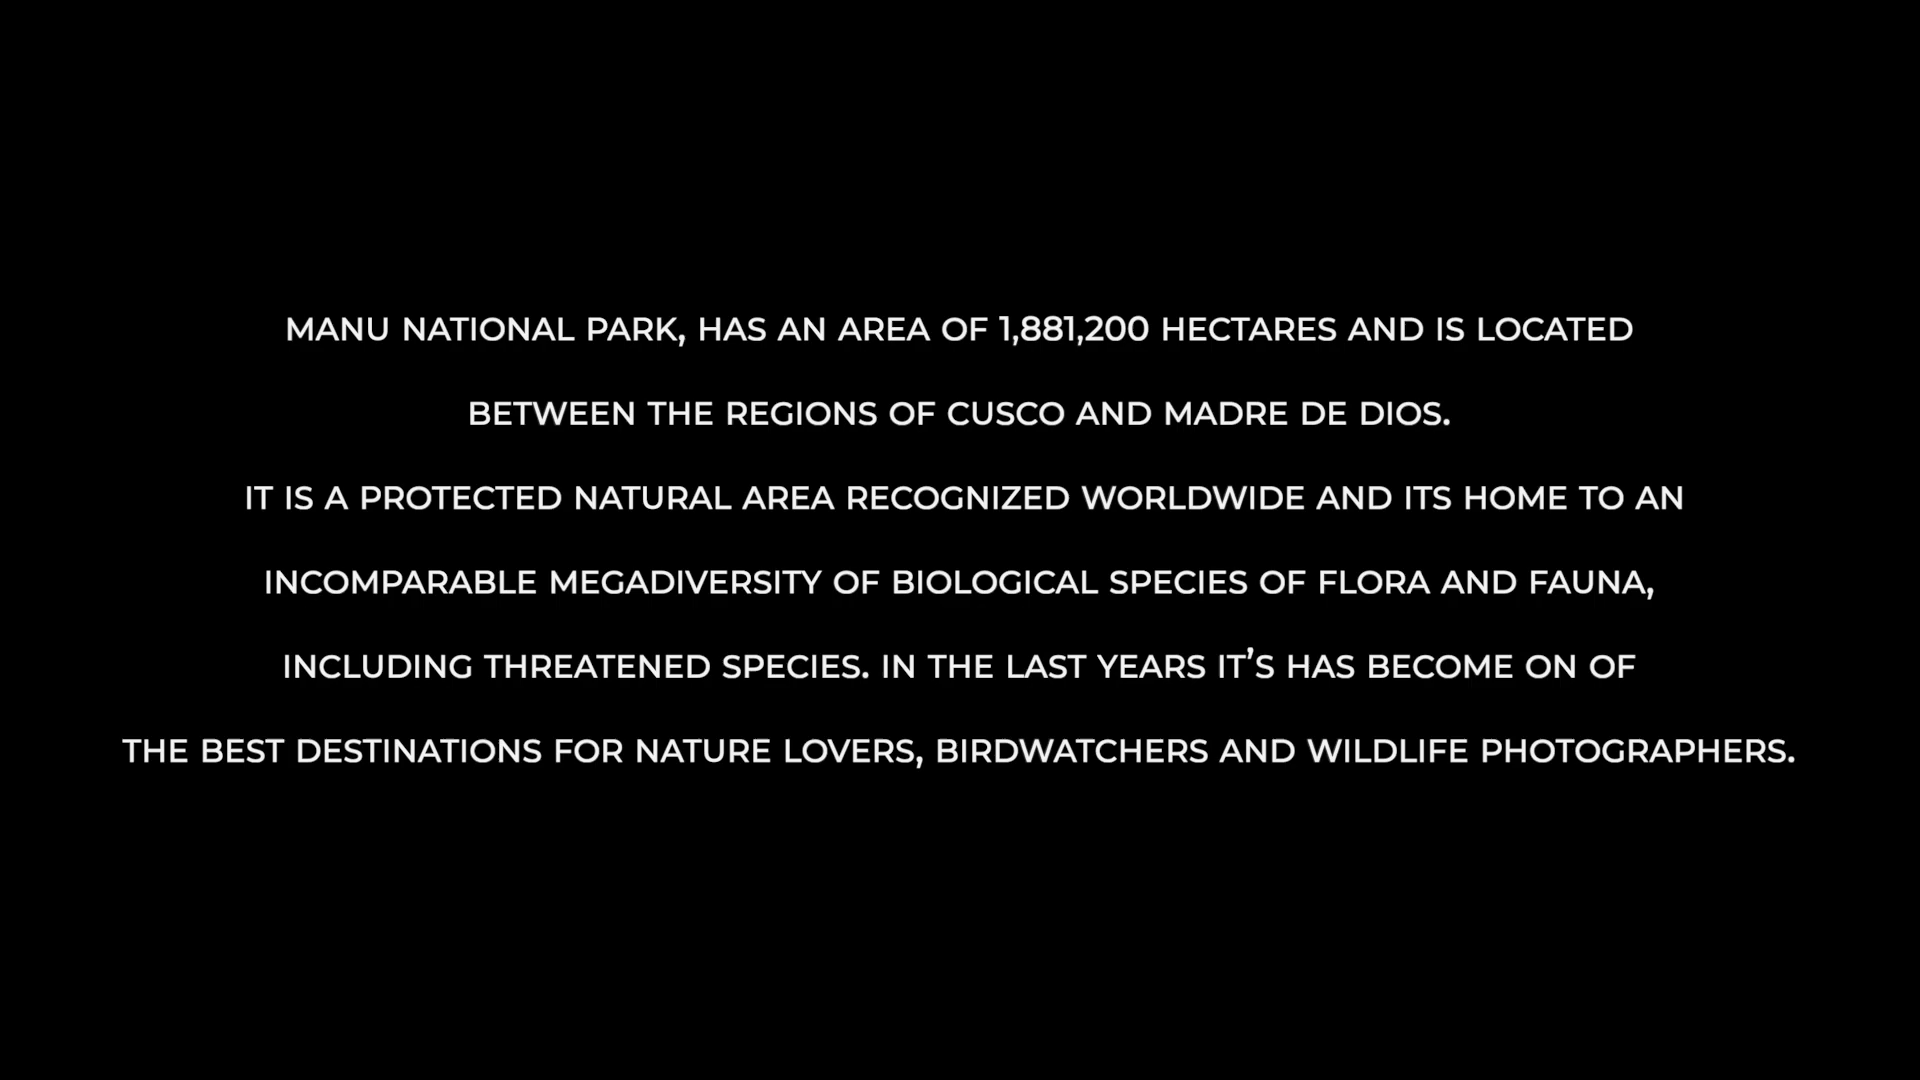 MANU NATIONAL PARK, HAS AN AREA OF 1,881,200 HECTARES AND IS LOCATED
BETWEEN THE REGIONS OF CUSCO AND MADRE DE DIOS.
IT IS A PROTECTED NATURAL AREA RECOGNIZED WORLDWIDE AND ITS HOME TO AN
INCOMPARABLE MEGADIVERSITY OF BIOLOGICAL SPECIES OF FLORA AND FAUNA,
INCLUDING THREATENED SPECIES. IN THE LAST YEARS IT’S HAS BECOME ON OF
THE BEST DESTINATIONS FOR NATURE LOVERS, BIRDWATCHERS AND WILDLIFE PHOTOGRAPHERS.